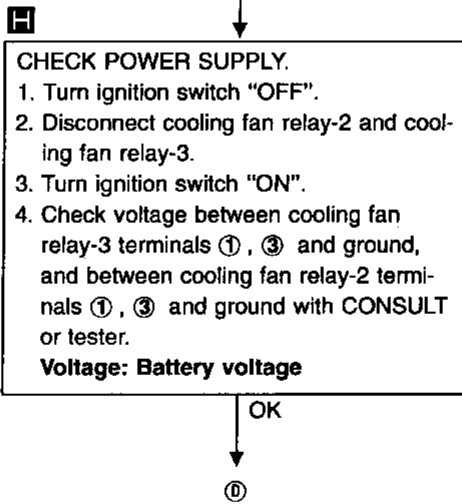 H
CHECK POWER SUPPLY.
1. Turn ignition switch "OFF".
2. Disconnect cooling fan relay-2 and cool-
ing fan relay-3.
3. Turn ignition switch "ON".
4. Check voltage between cooling fan
relay-3 terminals ①, ③ and ground,
and between cooling fan relay-2 termi-
nals ①, ③ and ground with CONSULT
or tester.
Voltage: Battery voltage
OK
Ⓓ